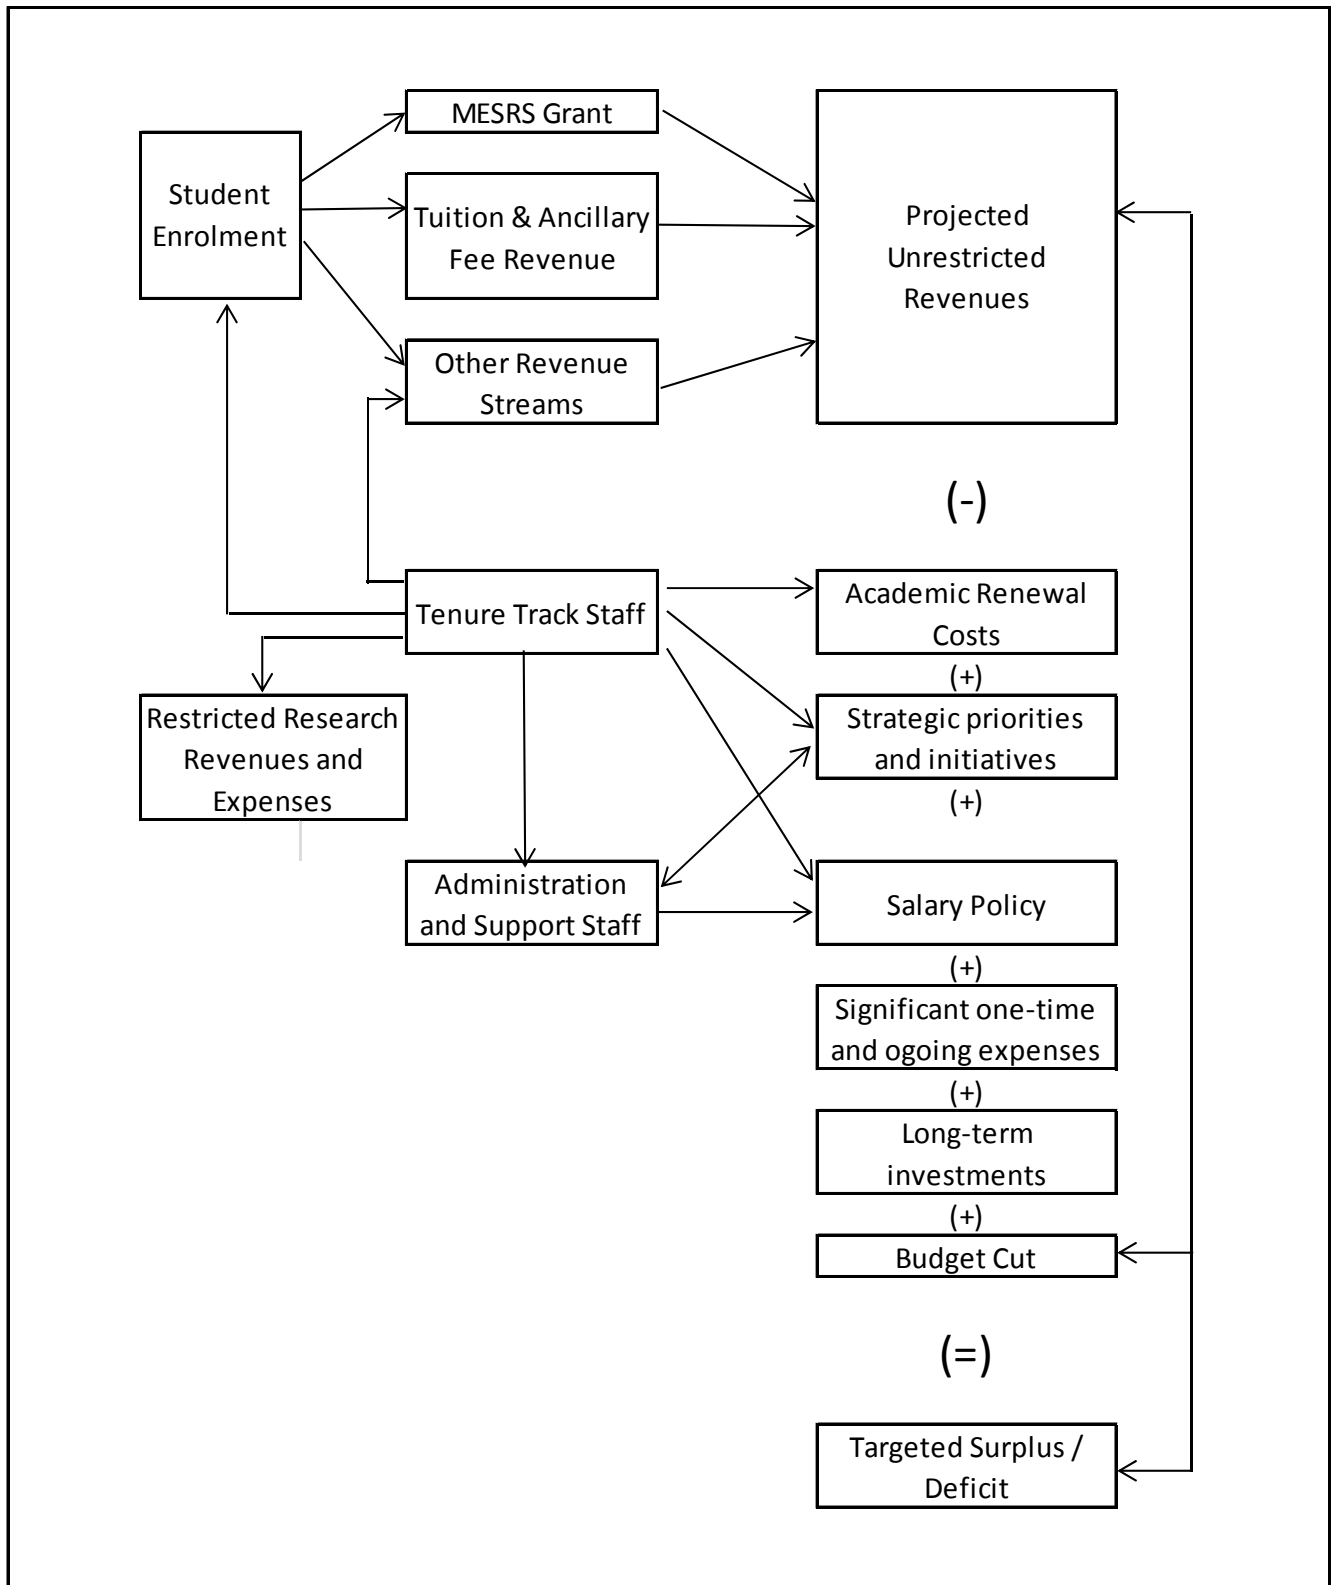 MESRS Grant
Student
Enrolment
Tuition & Ancillary
Fee Revenue
Other Revenue
Streams
Projected
Unrestricted
Revenues
(-)
Tenure Track Staff
Academic Renewal
Costs
(+)
Restricted Research
Revenues and
Expenses
Strategic priorities
and initiatives
(+)
Administration
and Support Staff
Salary Policy
(+)
Significant one-time
and ogoing expenses
(+)
Long-term
investments
(+)
Budget Cut
(=)
Targeted Surplus /
Deficit